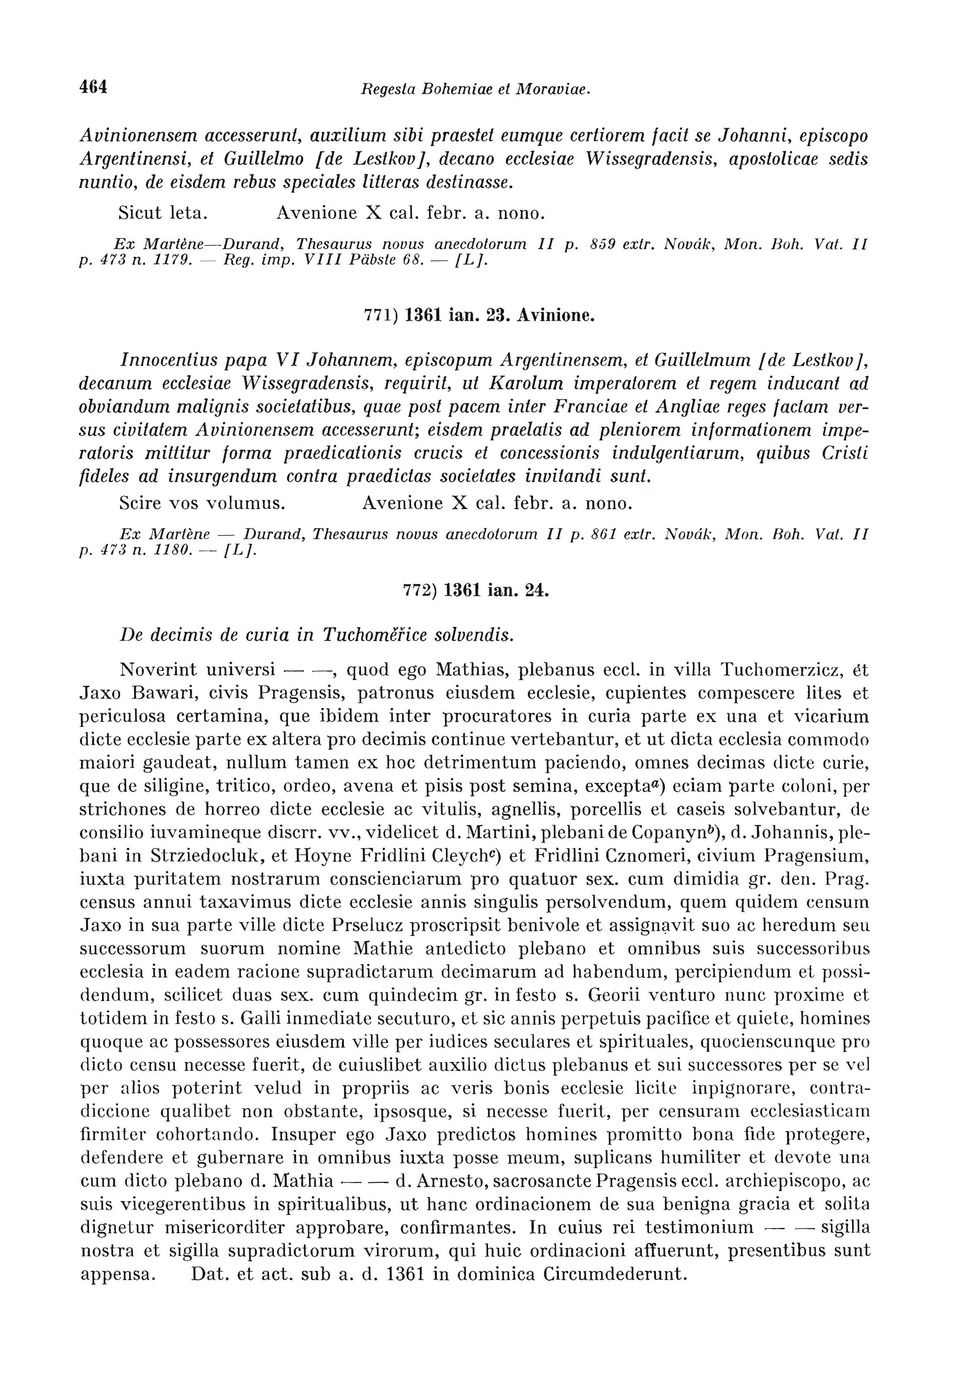 464 Regesta Bohemiae et Moraviae.
Avinionensem accesserunt, auxilium sibi praestet eumque certiorem facit se Johanni, episcopo
Argentinensi, et Guillelmo [de Lestkov], decano ecclesiae Wissegradensis, apostolicae sedis
nuntio, de eisdem rebus speciales litteras destinasse.
Sicut leta. Avenione X cal. febr. a. nono.
Ex Martène—Durand, Thesaurus novus anecdotorum II p. 859 extr. Novák, Mon. Boh. Vat. II
p. 473 n. 1179. — Reg. imp. VIII Päbste 68. — [L].
771) 1361 ian. 23. Avinione.
Innocentius papa VI Johannem, episcopum Argentinensem, et Guillelmum [de Lestkov],
decanum ecclesiae Wissegradensis, requirit, ut Karolum imperatorem et regem inducant ad
obviandum malignis societatibus, quae post pacem inter Franciae et Angliae reges factam ver-
sus civitatem Avinionensem accesserunt; eisdem praelatis ad pleniorem informationem impe-
ratoris mittitur forma praedicationis crucis et concessionis indulgentiarum, quibus Cristi
fideles ad insurgendum contra praedictas societates invitandi sunt.
Scire vos volumus. Avenione X cal. febr. a. nono.
Ex Martène — Durand, Thesaurus novus anecdotorum II p. 861 extr. Novák, Mon. Boh. Vat. II
p. 473 n. 1180. — [L].
772) 1361 ian. 24.
De decimis de curia in Tuchoměřice solvendis.
Noverint universi — —, quod ego Mathias, plebanus eccl. in villa Tuchomerzicz, et
Jaxo Bawari, civis Pragensis, patronus eiusdem ecclesie, cupientes compescere lites et
periculosa certamina, que ibidem inter procuratores in curia parte ex una et vicarium
dicte ecclesie parte ex altera pro decimis continue vertebantur, et ut dicta ecclesia commodo
maiori gaudeat, nullum tamen ex hoc detrimentum paciendo, omnes decimas dicte curie,
que de siligine, tritico, ordeo, avena et pisis post semina, excepta a) eciam parte coloni, per
strichones de horreo dicte ecclesie ac vitulis, agnellis, porcellis et caseis solvebantur, de
consilio iuvamineque discrr. vv., videlicet d. Martini, plebani de Copanyn b), d. Johannis, ple-
bani in Strziedocluk, et Hoyne Fridlini Cleych c) et Fridlini Cznomeri, civium Pragensium,
iuxta puritatem nostrarum conscienciarum pro quatuor sex. cum dimidia gr. den. Prag.
census annui taxavimus dicte ecclesie annis singulis persolvendum, quem quidem censum
Jaxo in sua parte ville dicte Prselucz proscripsit benivole et assignavit suo ac heredum seu
successorum suorum nomine Mathie antedicto plebano et omnibus suis successoribus
ecclesia in eadem racione supradictarum decimarum ad habendum, percipiendum et possi-
dendum, scilicet duas sex. cum quindecim gr. in festo s. Georii venturo nunc proxime et
totidem in festo s. Galli inmediate secuturo, et sic annis perpetuis pacifice et quiete, homines
quoque ac possessores eiusdem ville per iudices seculares et spirituales, quocienscunque pro
dicto censu necesse fuerit, de cuiuslibet auxilio dictus plebanus et sui successores per se vel
per alios poterint velud in propriis ac veris bonis ecclesie licite inpignorare, contra-
diccione qualibet non obstante, ipsosque, si necesse fuerit, per censuram ecclesiasticam
firmiter cohortando. Insuper ego Jaxo predictos homines promitto bona fide protegere,
defendere et gubernare in omnibus iuxta posse meum, suplicans humiliter et devote una
cum dicto plebano d. Mathia — — d. Arnesto, sacrosancte Pragensis eccl. archiepiscopo, ac
suis vicegerentibus in spiritualibus, ut hanc ordinacionem de sua benigna gracia et solita
dignetur misericorditer approbare, confirmantes. In cuius rei testimonium — — sigilla
nostra et sigilla supradictorum virorum, qui huic ordinacioni affuerunt, presentibus sunt
appensa. Dat. et act. sub a. d. 1361 in dominica Circumdederunt.